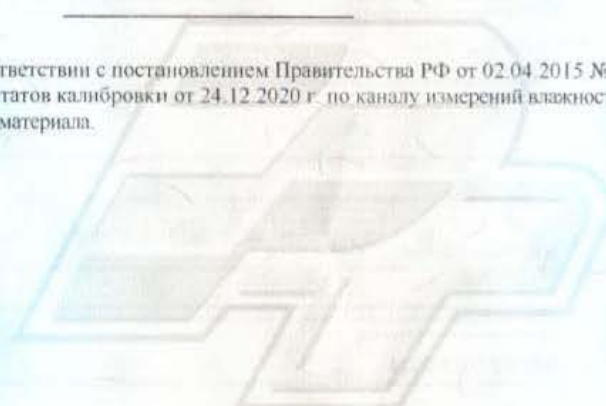 тветствии с постановлением Правительства РФ от 02.04.2015 №
татов калибровки от 24.12.2020 г. по каналу измерений влажност
материала.